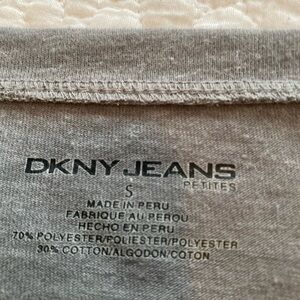 DKNY JEANS
PETITES
S
MADE IN PERU
FABRIQUE AU PEROU
HECHO EN PERU
70% POLYESTER/POLIESTER/POLYESTER
30% COTTON/ALGODON/COTON